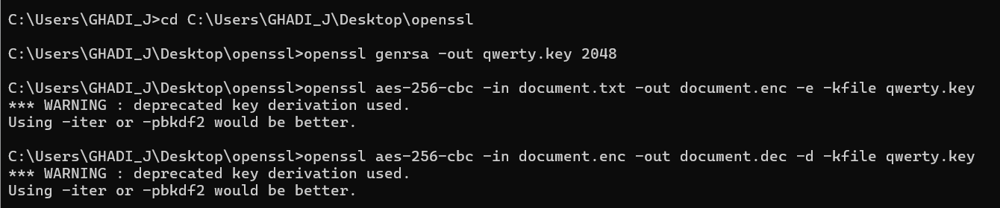 C:\Users\GHADI_J>cd C:\Users\GHADI_J\Desktop\openssl
C:\Users\GHADI_J\Desktop\openssl>openssl genrsa -out qwerty.key 2048
C:\Users\GHADI_J\Desktop\openssl>openssl aes-256-cbc -in document.txt -out document.enc -e -kfile qwerty.key
*** WARNING : deprecated key derivation used.
Using -iter or -pbkdf2 would be better.
C:\Users\GHADI_J\Desktop\openssl>openssl aes-256-cbc -in document.enc -out document.dec -d -kfile qwerty.key
*** WARNING : deprecated key derivation used.
Using -iter or -pbkdf2 would be better.